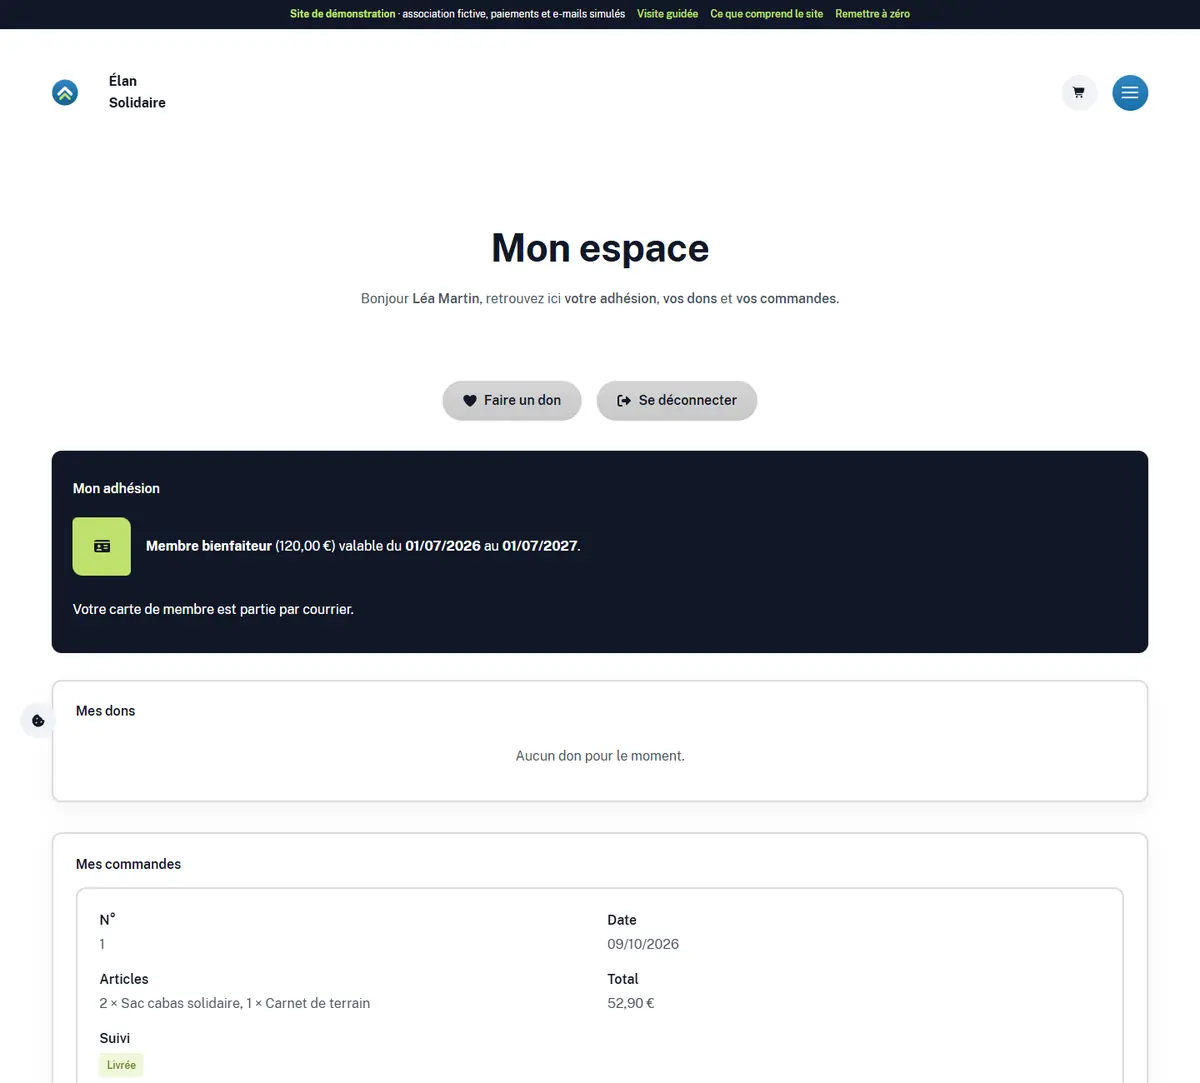 Site de démonstration · association fictive, paiements et e-mails simulés Visite guidée Ce que comprend le site Remettre à zéro
Élan
Solidaire
Mon espace
Bonjour Léa Martin, retrouvez ici votre adhésion, vos dons et vos commandes.
Faire un don
Se déconnecter
Mon adhésion
Membre bienfaiteur (120,00 €) valable du 01/07/2026 au 01/07/2027.
Votre carte de membre est partie par courrier.
Mes dons
Aucun don pour le moment.
Mes commandes
N° Date
1 09/10/2026
Articles Total
2 × Sac cabas solidaire, 1 × Carnet de terrain 52,90 €
Suivi
Livrée